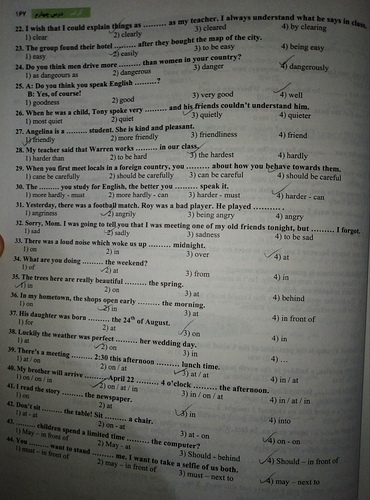 22. I wish that I could explain things as ......... as my teacher. I always understand what he says in class.
1) clear 2) clearly 3) cleared 4) by clearing
23. The group found their hotel ......... after they bought the map of the city.
1) easy 2) easily 3) to be easy 4) being easy
24. Do you think men drive more ......... than women in your country?
1) as dangerous as 2) dangerous 3) danger 4) dangerously
25. A: Do you think you speak English .........?
B: Yes, of course!
1) goodness 2) good 3) very good 4) well
26. When he was a child, Tony spoke very ......... and his friends couldn't understand him.
1) most quiet 2) quiet 3) quietly 4) quieter
27. Angelina is a ......... student. She is kind and pleasant.
1) friendly 2) more friendly 3) friendliness 4) friend
28. My teacher said that Warren works ......... in our class.
1) harder than 2) to be hard 3) the hardest 4) hardly
29. When you first meet locals in a foreign country, you ......... about how you behave towards them.
1) cane be carefully 2) should be carefully 3) can be careful 4) should be careful
30. The ......... you study for English, the better you ......... speak it.
1) more hardly - must 2) more hardly - can 3) harder - must 4) harder - can
31. Yesterday, there was a football match. Roy was a bad player. He played .........
1) angriness 2) angrily 3) being angry 4) angry
32. Sorry, Mom. I was going to tell you that I was meeting one of my old friends tonight, but ......... I forgot.
1) sad 2) sadly 3) sadness 4) to be sad
33. There was a loud noise which woke us up ......... midnight.
1) on 2) in 3) over 4) at
34. What are you doing ......... the weekend?
1) of 2) at 3) from 4) in
35. The trees here are really beautiful ......... the spring.
1) in 2) on 3) at 4) behind
36. In my hometown, the shops open early ......... the morning.
1) on 2) in 3) at 4) in front of
37. His daughter was born ......... the 24th of August.
1) for 2) at 3) on 4) in
38. Luckily the weather was perfect ......... her wedding day.
1) at 2) on 3) in 4) ...
39. There's a meeting ......... 2:30 this afternoon ......... lunch time.
1) at / on 2) on / at 3) at / at 4) in / at
40. My brother will arrive ......... April 22 ......... 4 o'clock ......... the afternoon.
1) on / on / in 2) on / at / in 3) in / on / at 4) in / at / in
41. I read the story ......... the newspaper.
1) on 2) at 3) in 4) into
42. Don't sit ......... the table! Sit ......... a chair.
1) at - at 2) on - at 3) at - on 4) on - on
43. ......... children spend a limited time ......... the computer?
1) May – in front of 2) May - at 3) Should - behind 4) Should – in front of
44. You ......... want to stand ......... me. I want to take a selfie of us both.
1) must – in front of 2) may – in front of 3) must – next to 4) may – next to